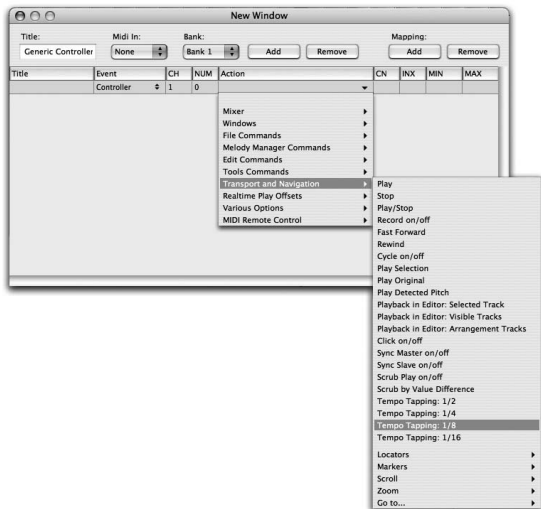 New Window
Title: Midi In: Bank: Mapping:
Generic Controller None Bank 1 Add Remove Add Remove
Title Event CH NUM Action CN INX MIN MAX
Controller 1 0
Mixer
Windows
File Commands
Melody Manager Commands
Edit Commands
Tools Commands
Transport and Navigation
Realtime Play Offsets
Various Options
MIDI Remote Control
Play
Stop
Play/Stop
Record on/off
Fast Forward
Rewind
Cycle on/off
Play Selection
Play Original
Play Detected Pitch
Playback in Editor: Selected Track
Playback in Editor: Visible Tracks
Playback in Editor: Arrangement Tracks
Click on/off
Sync Master on/off
Sync Slave on/off
Scrub Play on/off
Scrub by Value Difference
Tempo Tapping: 1/2
Tempo Tapping: 1/4
Tempo Tapping: 1/8
Tempo Tapping: 1/16
Locators
Markers
Scroll
Zoom
Go to...